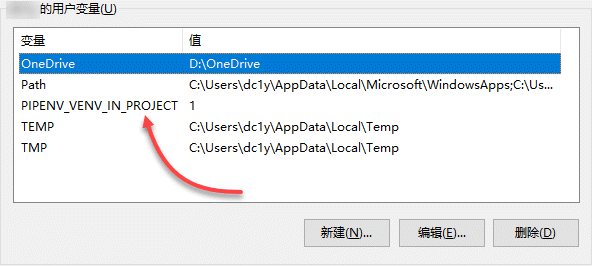 的用户变量(U)
变量 值
OneDrive D:\OneDrive
Path C:\Users\dc1y\AppData\Local\Microsoft\WindowsApps;C:\Us...
PIPENV_VENV_IN_PROJECT 1
TEMP C:\Users\dc1y\AppData\Local\Temp
TMP C:\Users\dc1y\AppData\Local\Temp
新建(N)... 编辑(E)... 删除(D)